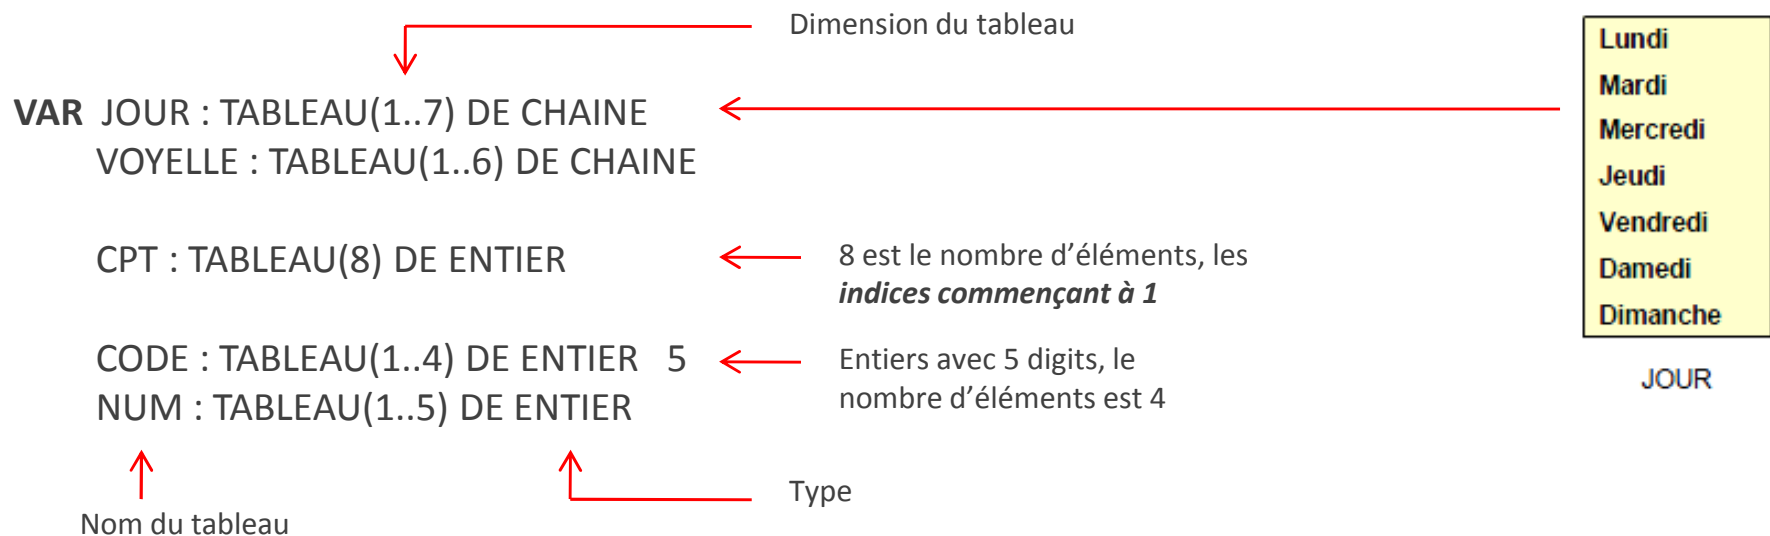 Dimension du tableau
VAR JOUR : TABLEAU(1..7) DE CHAINE
VOYELLE : TABLEAU(1..6) DE CHAINE
CPT : TABLEAU(8) DE ENTIER
8 est le nombre d’éléments, les
indices commençant à 1
CODE : TABLEAU(1..4) DE ENTIER 5
Entiers avec 5 digits, le
nombre d’éléments est 4
NUM : TABLEAU(1..5) DE ENTIER
Type
Nom du tableau
Lundi
Mardi
Mercredi
Jeudi
Vendredi
Damedi
Dimanche
JOUR